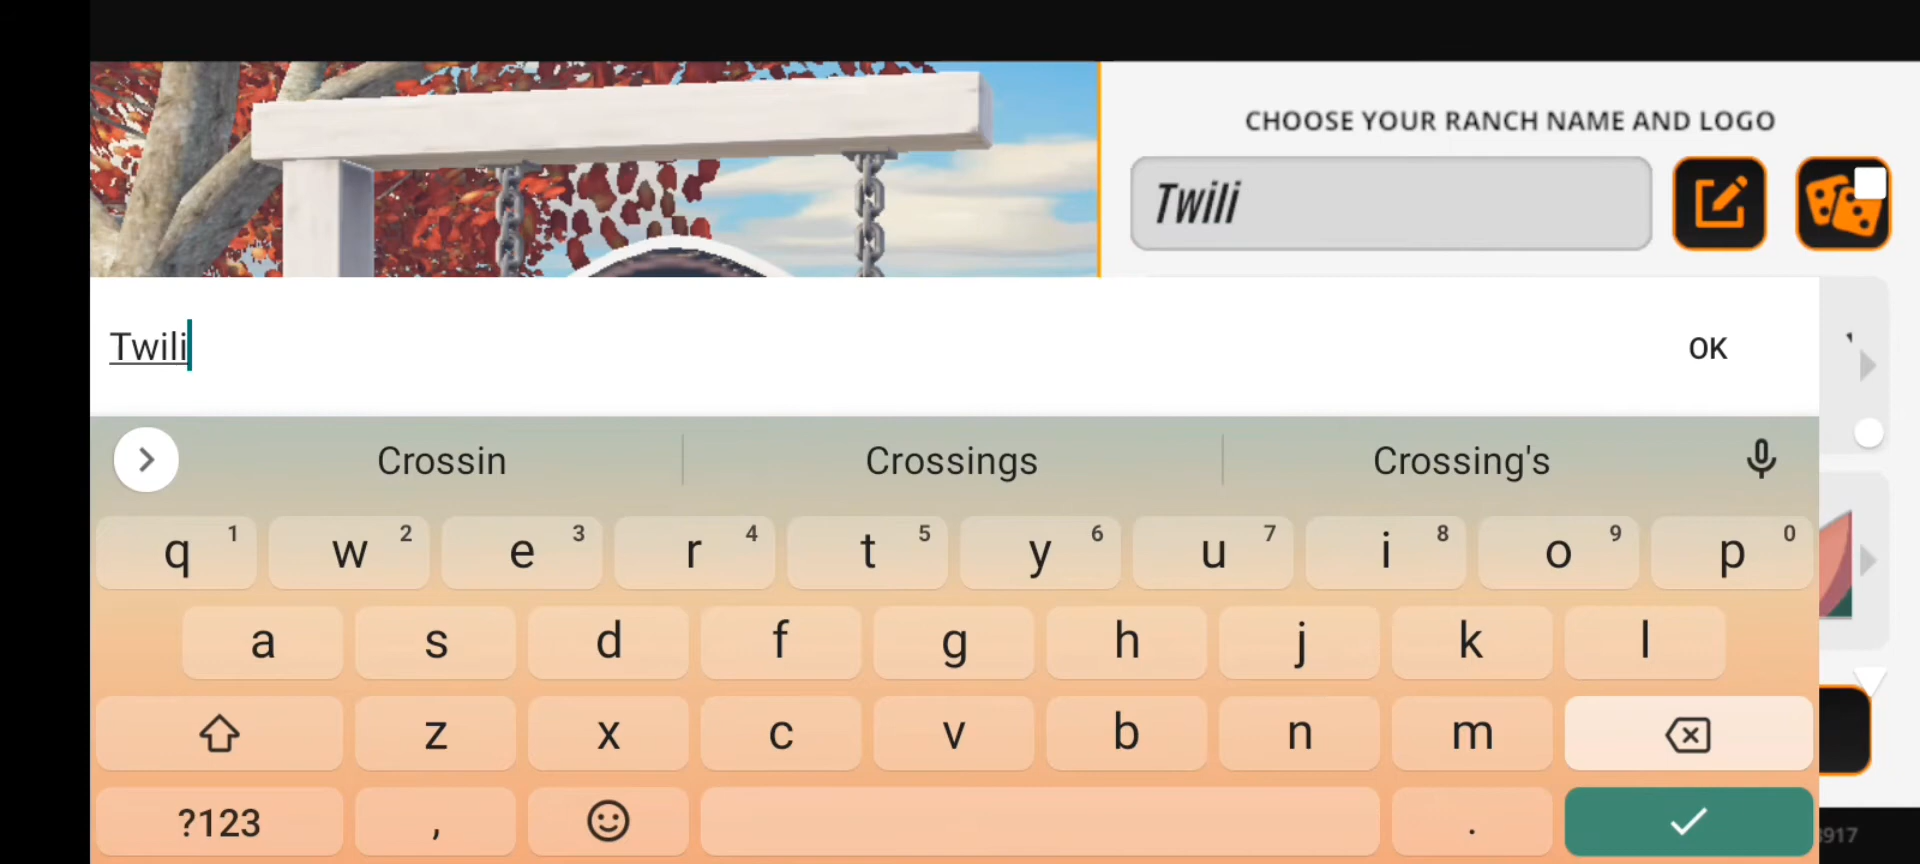 CHOOSE YOUR RANCH NAME AND LOGO
Twili
Twili
OK
Crossin
Crossings
Crossing's
q 1 w 2 e 3 r 4 t 5 y 6 u 7 i 8 o 9 p 0
a s d f g h j k l
z x c v b n m
?123 , .
8917